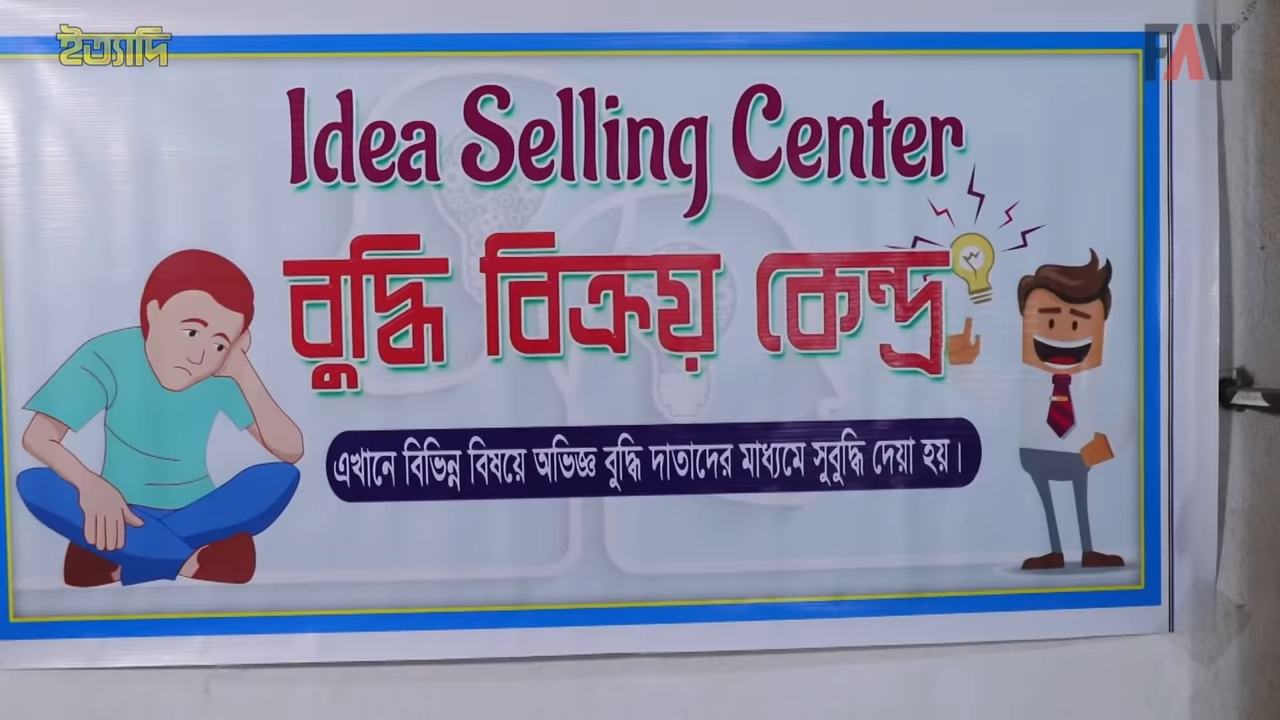 ইত্যাদি
FAV
Idea Selling Center
বুদ্ধি বিক্রয় কেন্দ্র
এখানে বিভিন্ন বিষয়ে অভিজ্ঞ বুদ্ধি দাতাদের মাধ্যমে সুবুদ্ধি দেয়া হয়।